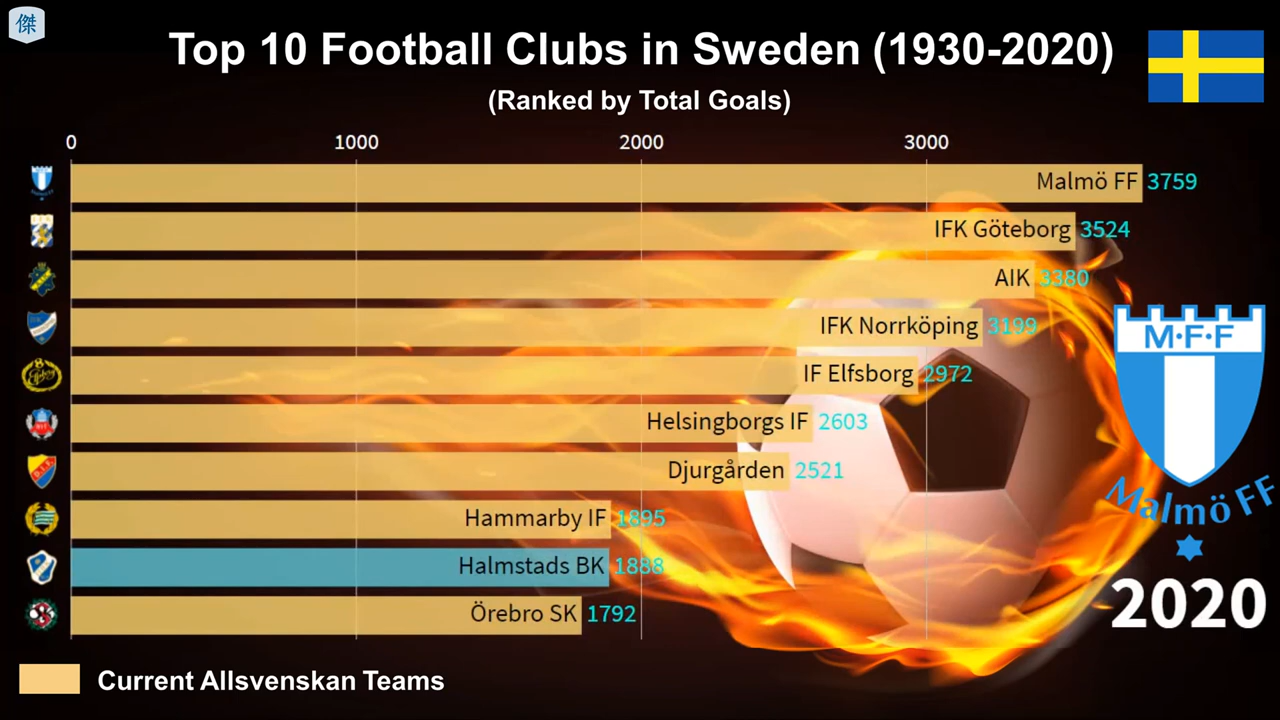 傑
Top 10 Football Clubs in Sweden (1930-2020)
(Ranked by Total Goals)
0 1000 2000 3000
Malmö FF 3759
IFK Göteborg 3524
AIK 3380
IFK Norrköping 3199
M·F·F
IF Elfsborg 2972
Helsingborgs IF 2603
Djurgården 2521
Malmö FF
Hammarby IF 1895
Halmstads BK 1888
2020
Örebro SK 1792
Current Allsvenskan Teams